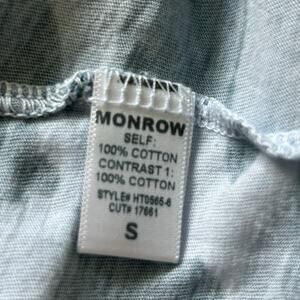 MONROW
SELF:
100% COTTON
CONTRAST 1:
100% COTTON
STYLE# HT0565-6
CUT# 17661
S